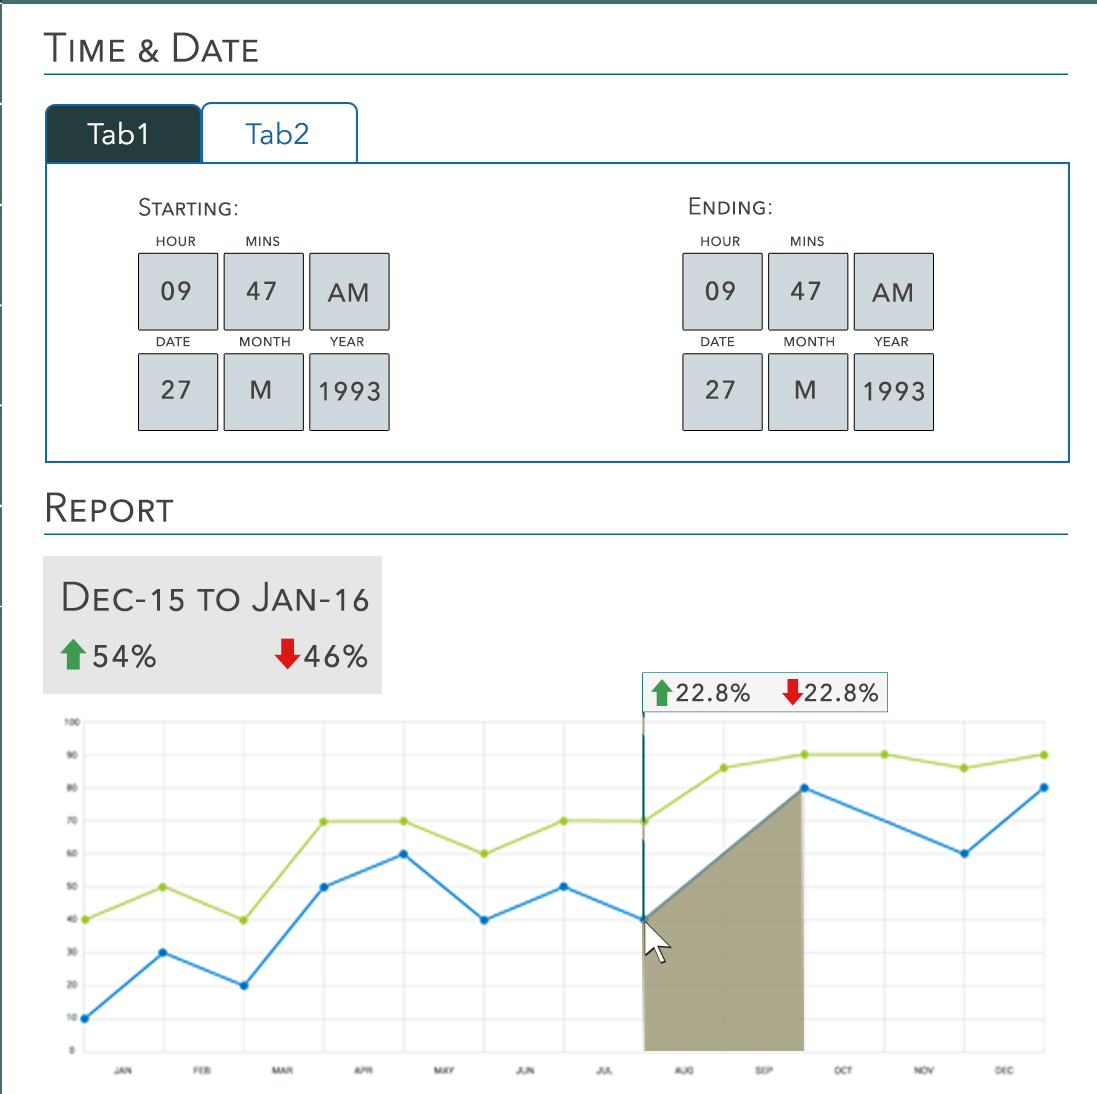 TIME & DATE
Tab1 Tab2
STARTING: ENDING:
HOUR MINS HOUR MINS
09 47 AM 09 47 AM
DATE MONTH YEAR DATE MONTH YEAR
27 M 1993 27 M 1993
REPORT
DEC-15 TO JAN-16
54% 46%
22.8% 22.8%
100
90
80
70
60
50
40
30
20
10
0
JAN FEB MAR APR MAY JUN JUL AUG SEP OCT NOV DEC